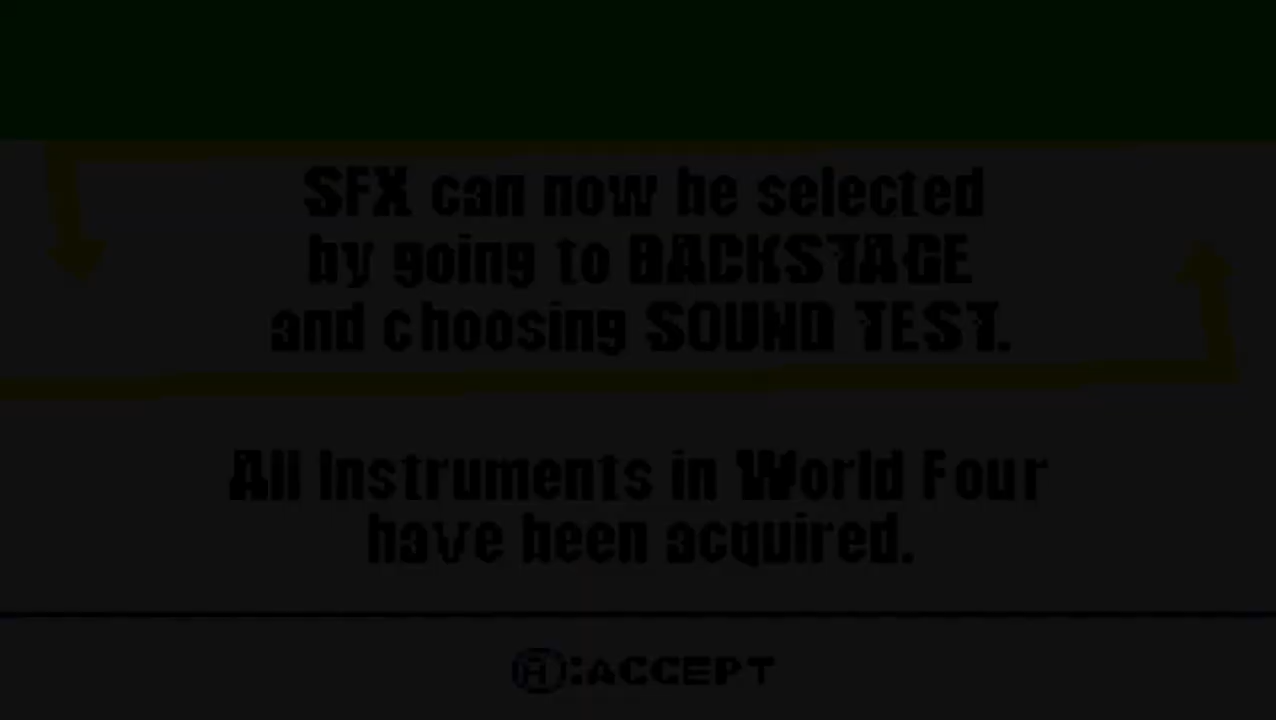 SFX can now be selected
by going to BACKSTAGE
and choosing SOUND TEST.
All Instruments in World Four
have been acquired.
Ⓐ:ACCEPT